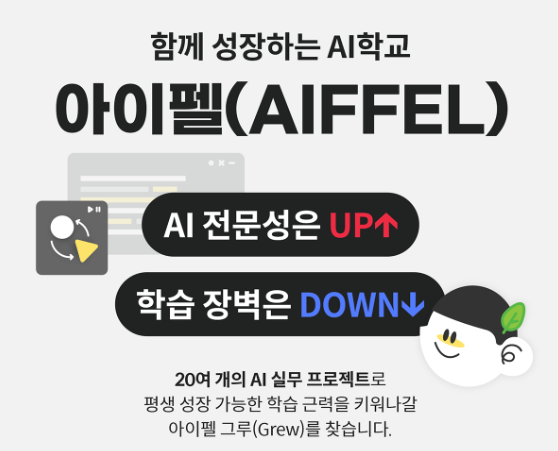 함께 성장하는 AI학교
아이펠(AIFFEL)
AI 전문성은 UP↑
학습 장벽은 DOWN↓
20여 개의 AI 실무 프로젝트로
평생 성장 가능한 학습 근력을 키워나갈
아이펠 그루(Grew)를 찾습니다.